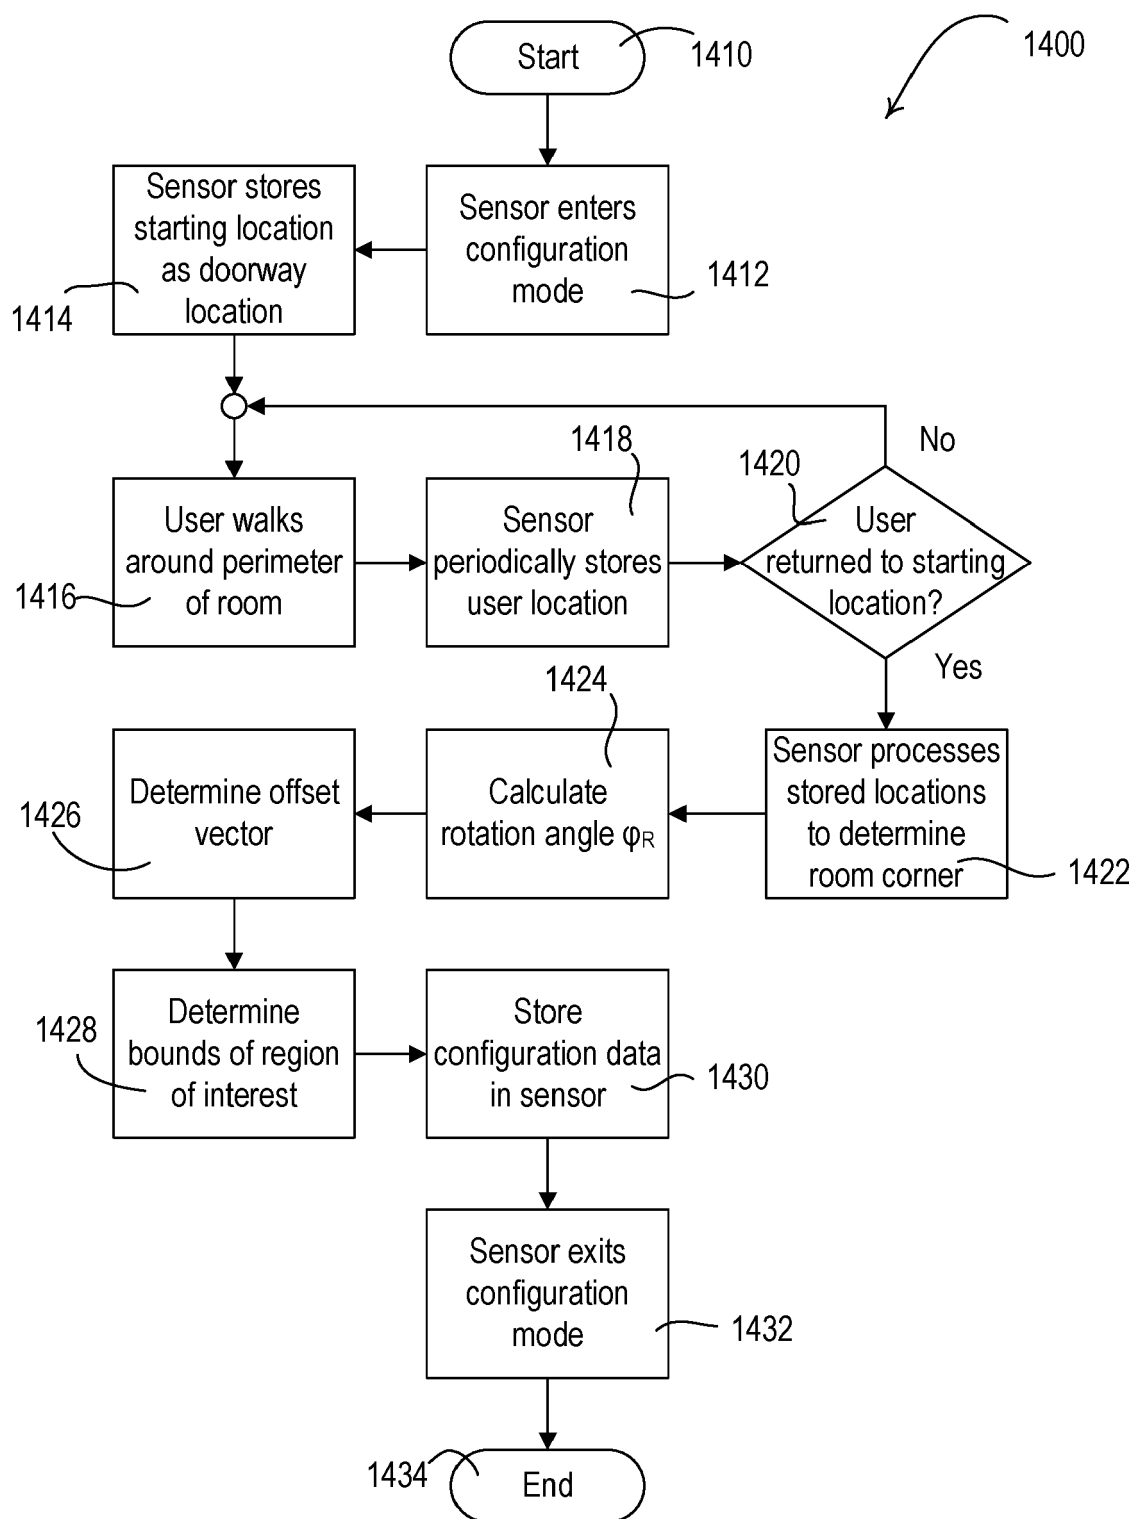 Start
1410
1400
Sensor stores
starting location
as doorway
location
1414
Sensor enters
configuration
mode
1412
No
1418
1420
User walks
around perimeter
of room
1416
Sensor
periodically stores
user location
User
returned to starting
location?
Yes
1424
Determine offset
vector
1426
Calculate
rotation angle φR
Sensor processes
stored locations
to determine
room corner
1422
Determine
bounds of region
of interest
1428
Store
configuration data
in sensor
1430
Sensor exits
configuration
mode
1432
1434
End